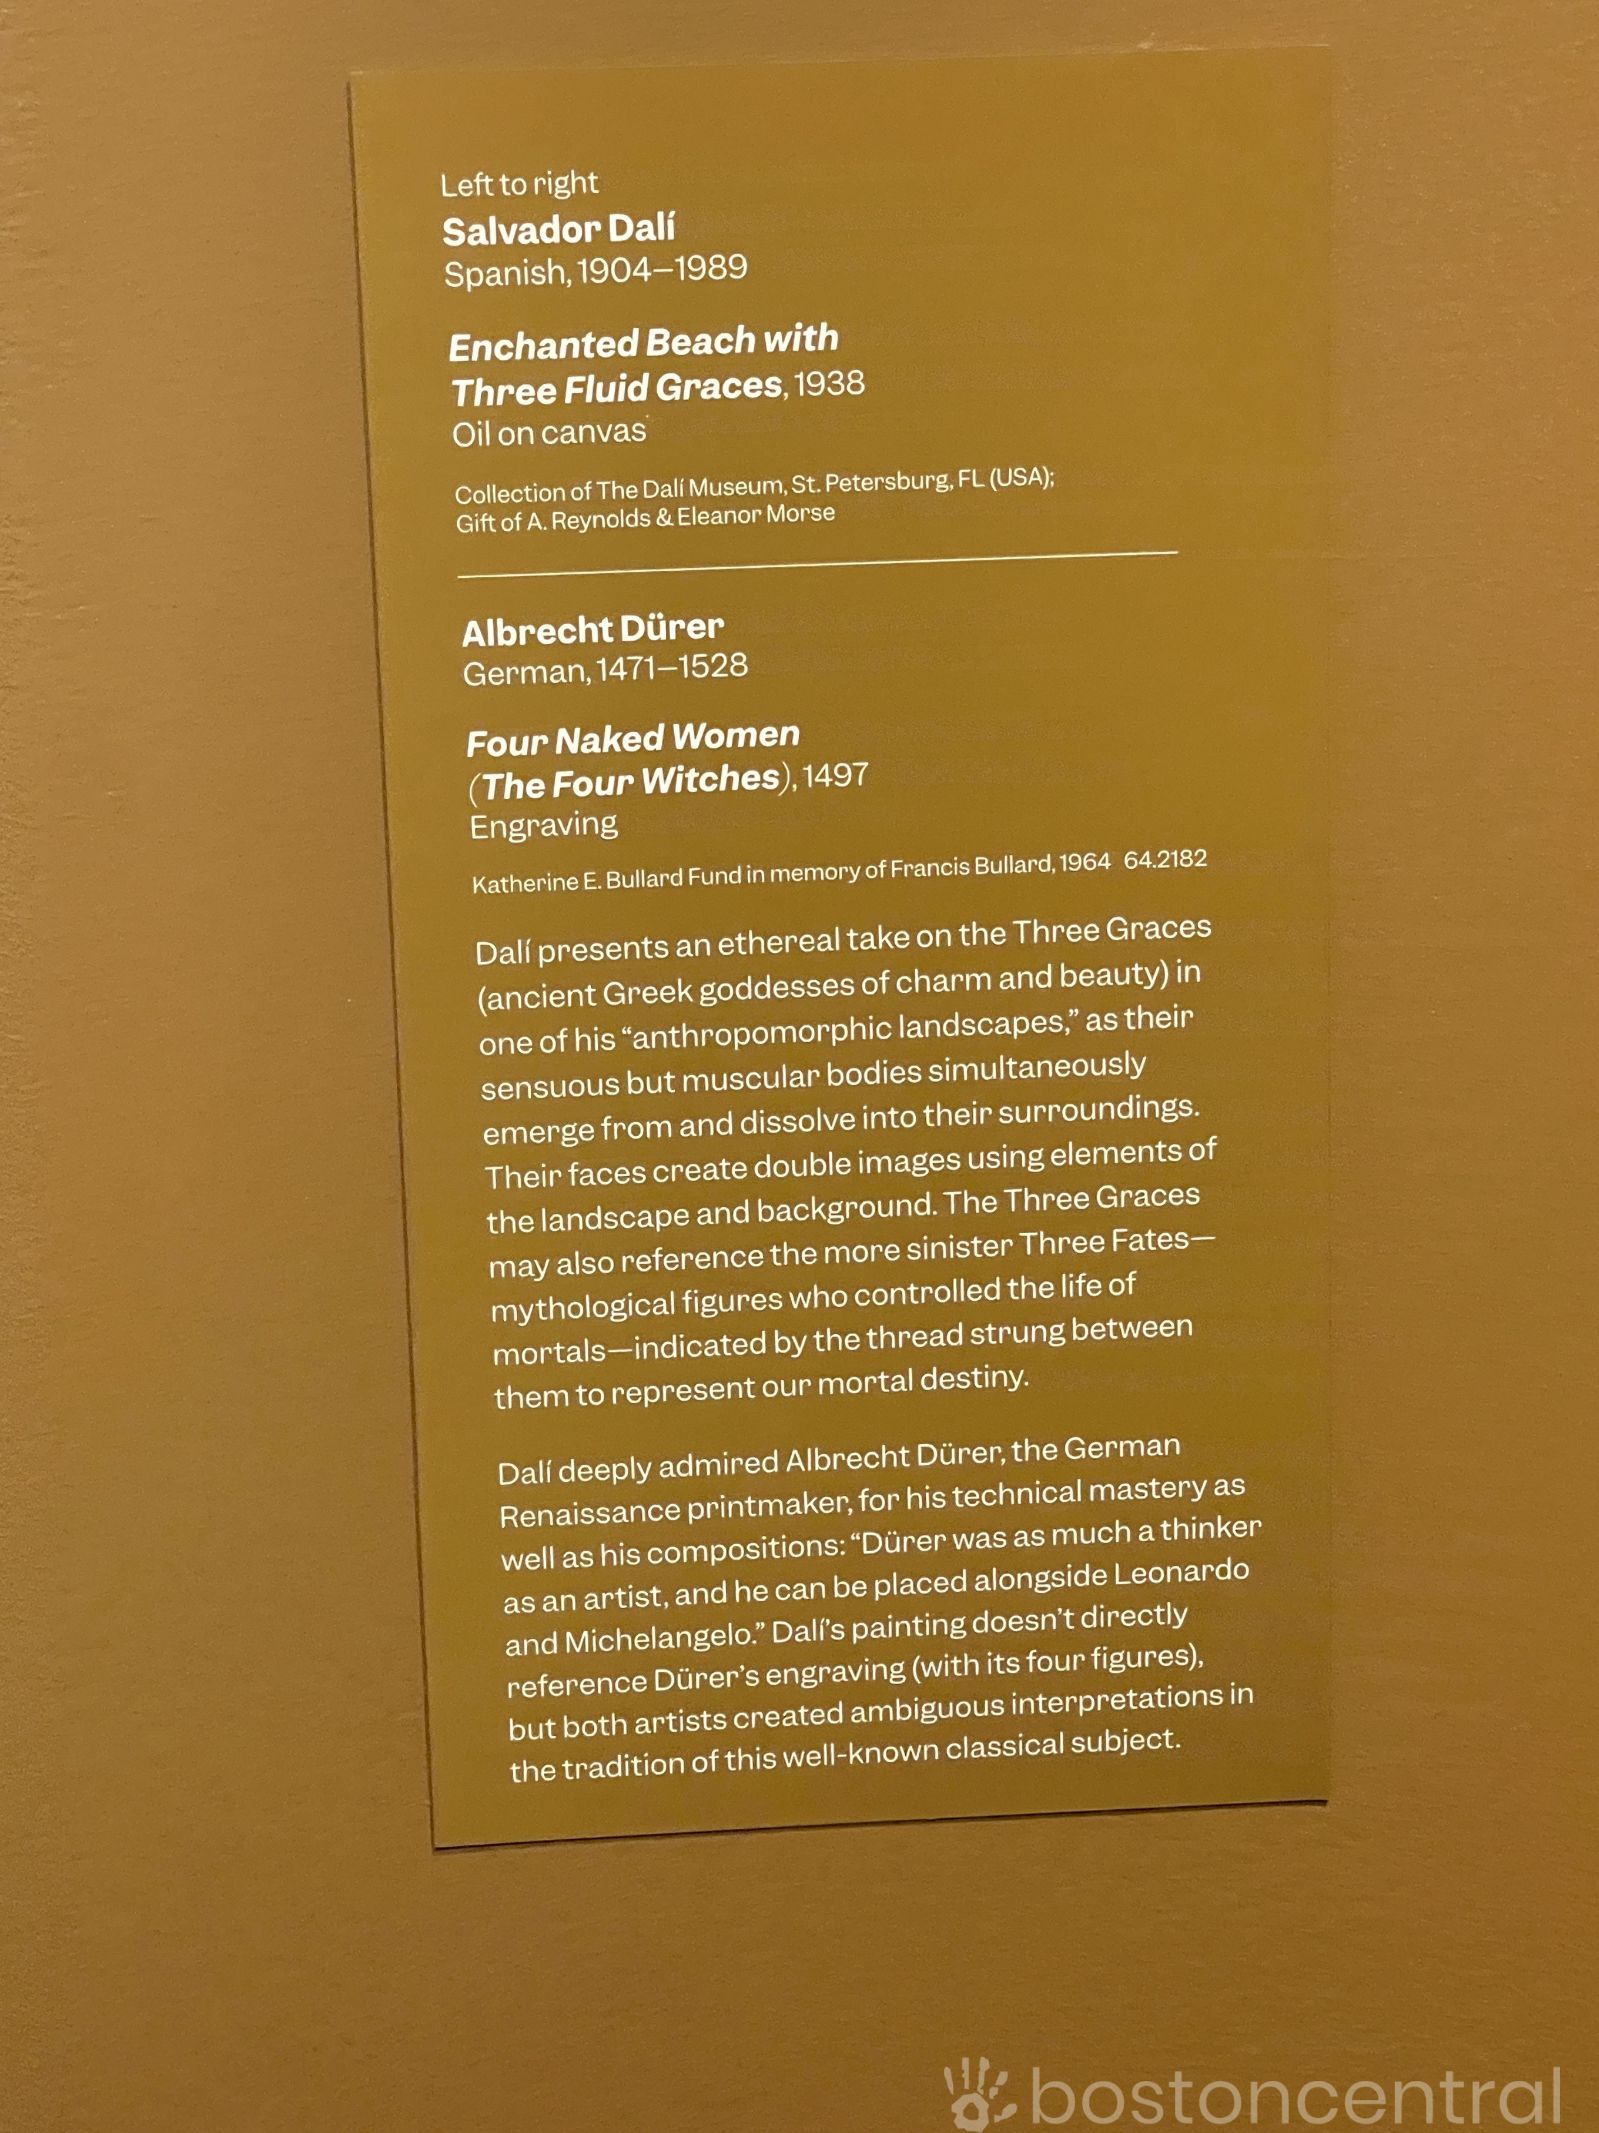 Left to right
Salvador Dalí
Spanish, 1904–1989
Enchanted Beach with
Three Fluid Graces, 1938
Oil on canvas
Collection of The Dalí Museum, St. Petersburg, FL (USA);
Gift of A. Reynolds & Eleanor Morse
Albrecht Dürer
German, 1471–1528
Four Naked Women
(The Four Witches), 1497
Engraving
Katherine E. Bullard Fund in memory of Francis Bullard, 1964 64.2182
Dalí presents an ethereal take on the Three Graces
(ancient Greek goddesses of charm and beauty) in
one of his “anthropomorphic landscapes,” as their
sensuous but muscular bodies simultaneously
emerge from and dissolve into their surroundings.
Their faces create double images using elements of
the landscape and background. The Three Graces
may also reference the more sinister Three Fates—
mythological figures who controlled the life of
mortals—indicated by the thread strung between
them to represent our mortal destiny.
Dalí deeply admired Albrecht Dürer, the German
Renaissance printmaker, for his technical mastery as
well as his compositions: “Dürer was as much a thinker
as an artist, and he can be placed alongside Leonardo
and Michelangelo.” Dalí’s painting doesn’t directly
reference Dürer’s engraving (with its four figures),
but both artists created ambiguous interpretations in
the tradition of this well-known classical subject.
bostoncentral